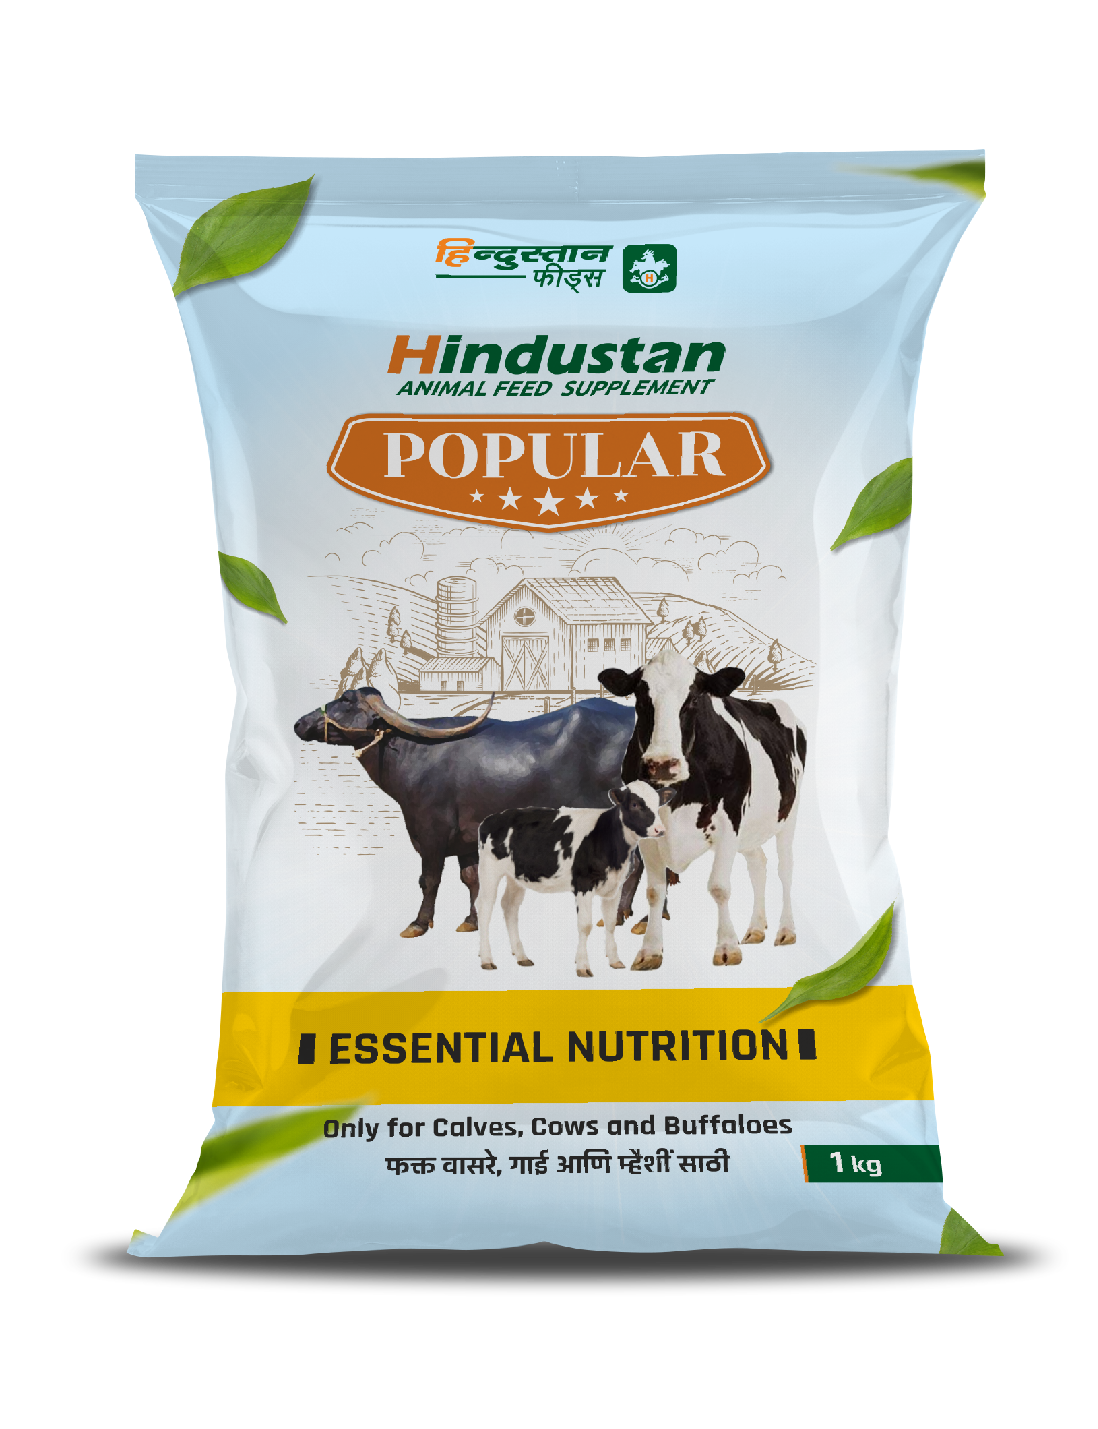 हिन्दुस्तान
फीड्स
H
Hindustan
ANIMAL FEED SUPPLEMENT
POPULAR
ESSENTIAL NUTRITION
Only for Calves, Cows and Buffaloes
फक्त वासरे, गाई आणि म्हैशीं साठी
1 kg